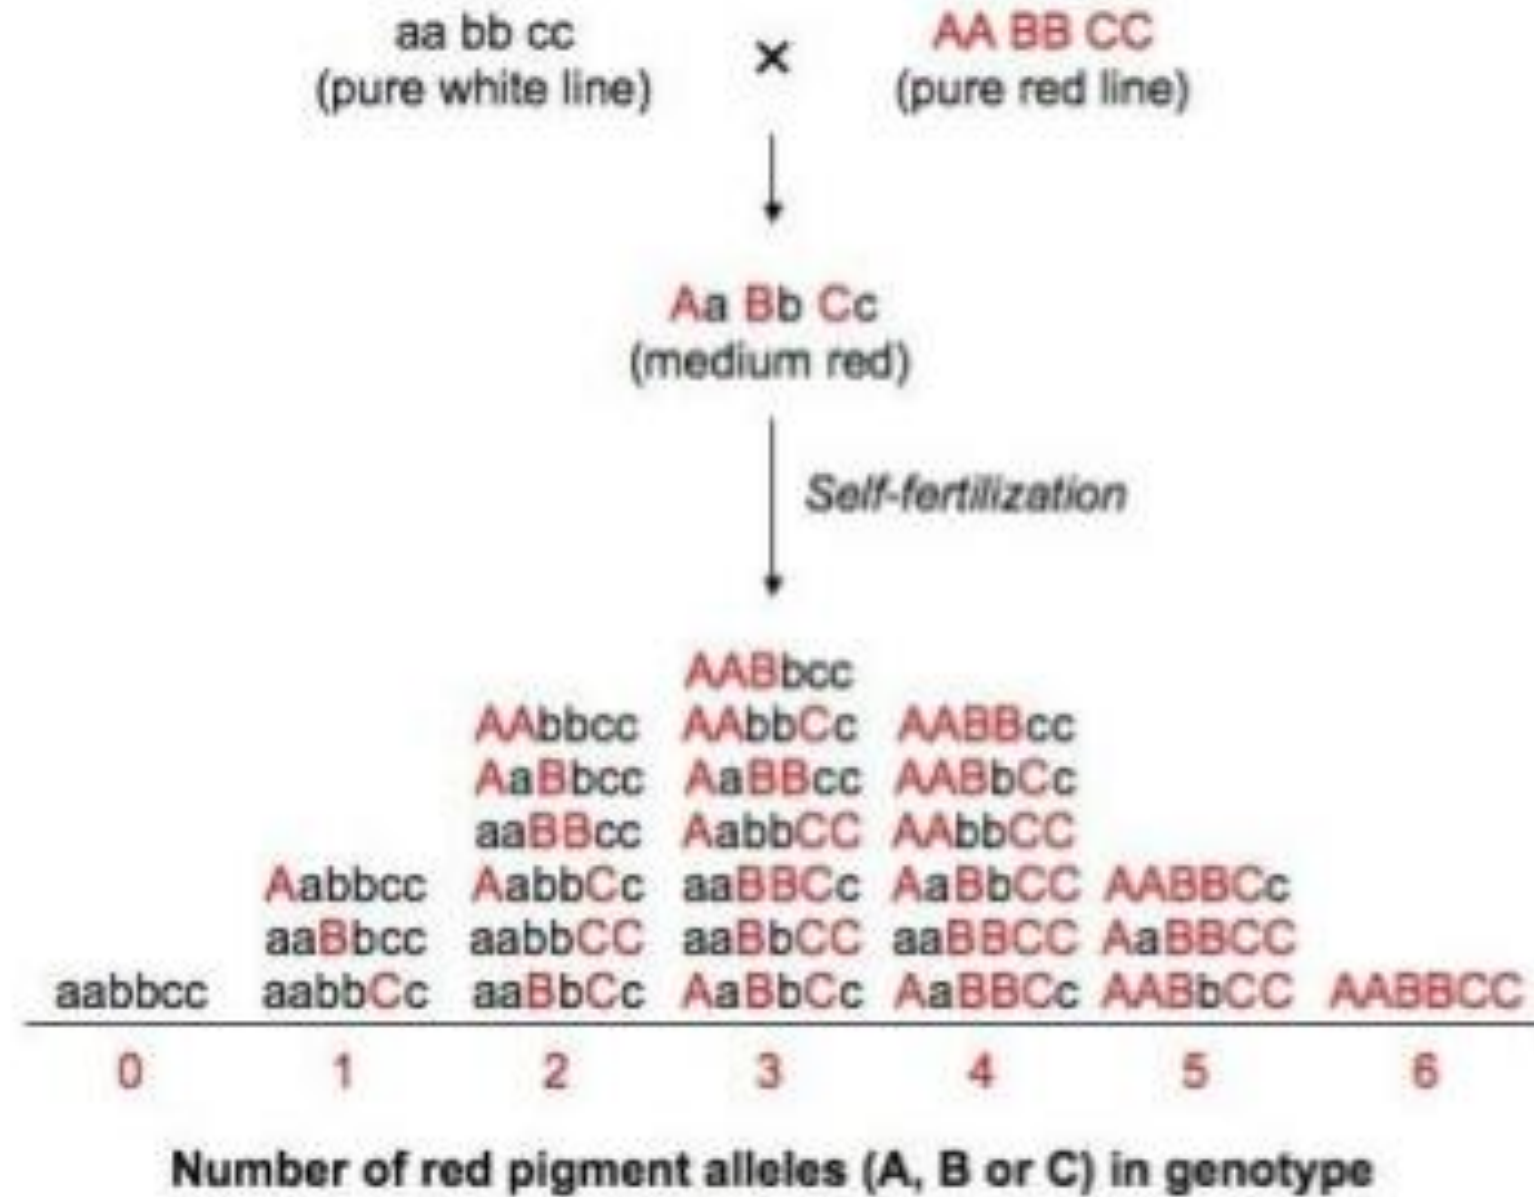 aa bb cc × AA BB CC
(pure white line) (pure red line)
Aa Bb Cc
(medium red)
Self-fertilization
AABbcc
AAbbcc AAbbCc AABBcc
AaBbcc AaBBcc AABbCc
aaBBcc AabbCC AAbbCC
Aabbcc AabbCc aaBBCc AaBbCC AABBCc
aaBbcc aabbCC aaBbCC aaBBCC AaBBCC
aabbcc aabbCc aaBbCc AaBbCc AaBBCc AABbCC AABBCC
0 1 2 3 4 5 6
Number of red pigment alleles (A, B or C) in genotype